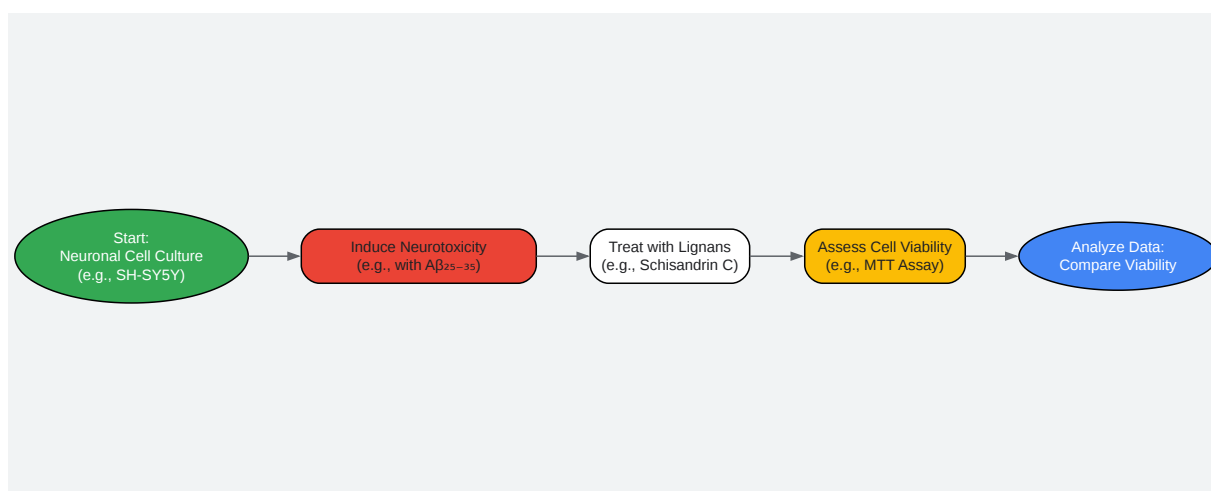 Start:
Neuronal Cell Culture
(e.g., SH-SY5Y)
Induce Neurotoxicity
(e.g., with Aβ₂₅₋₃₅)
Treat with Lignans
(e.g., Schisandrin C)
Assess Cell Viability
(e.g., MTT Assay)
Analyze Data:
Compare Viability